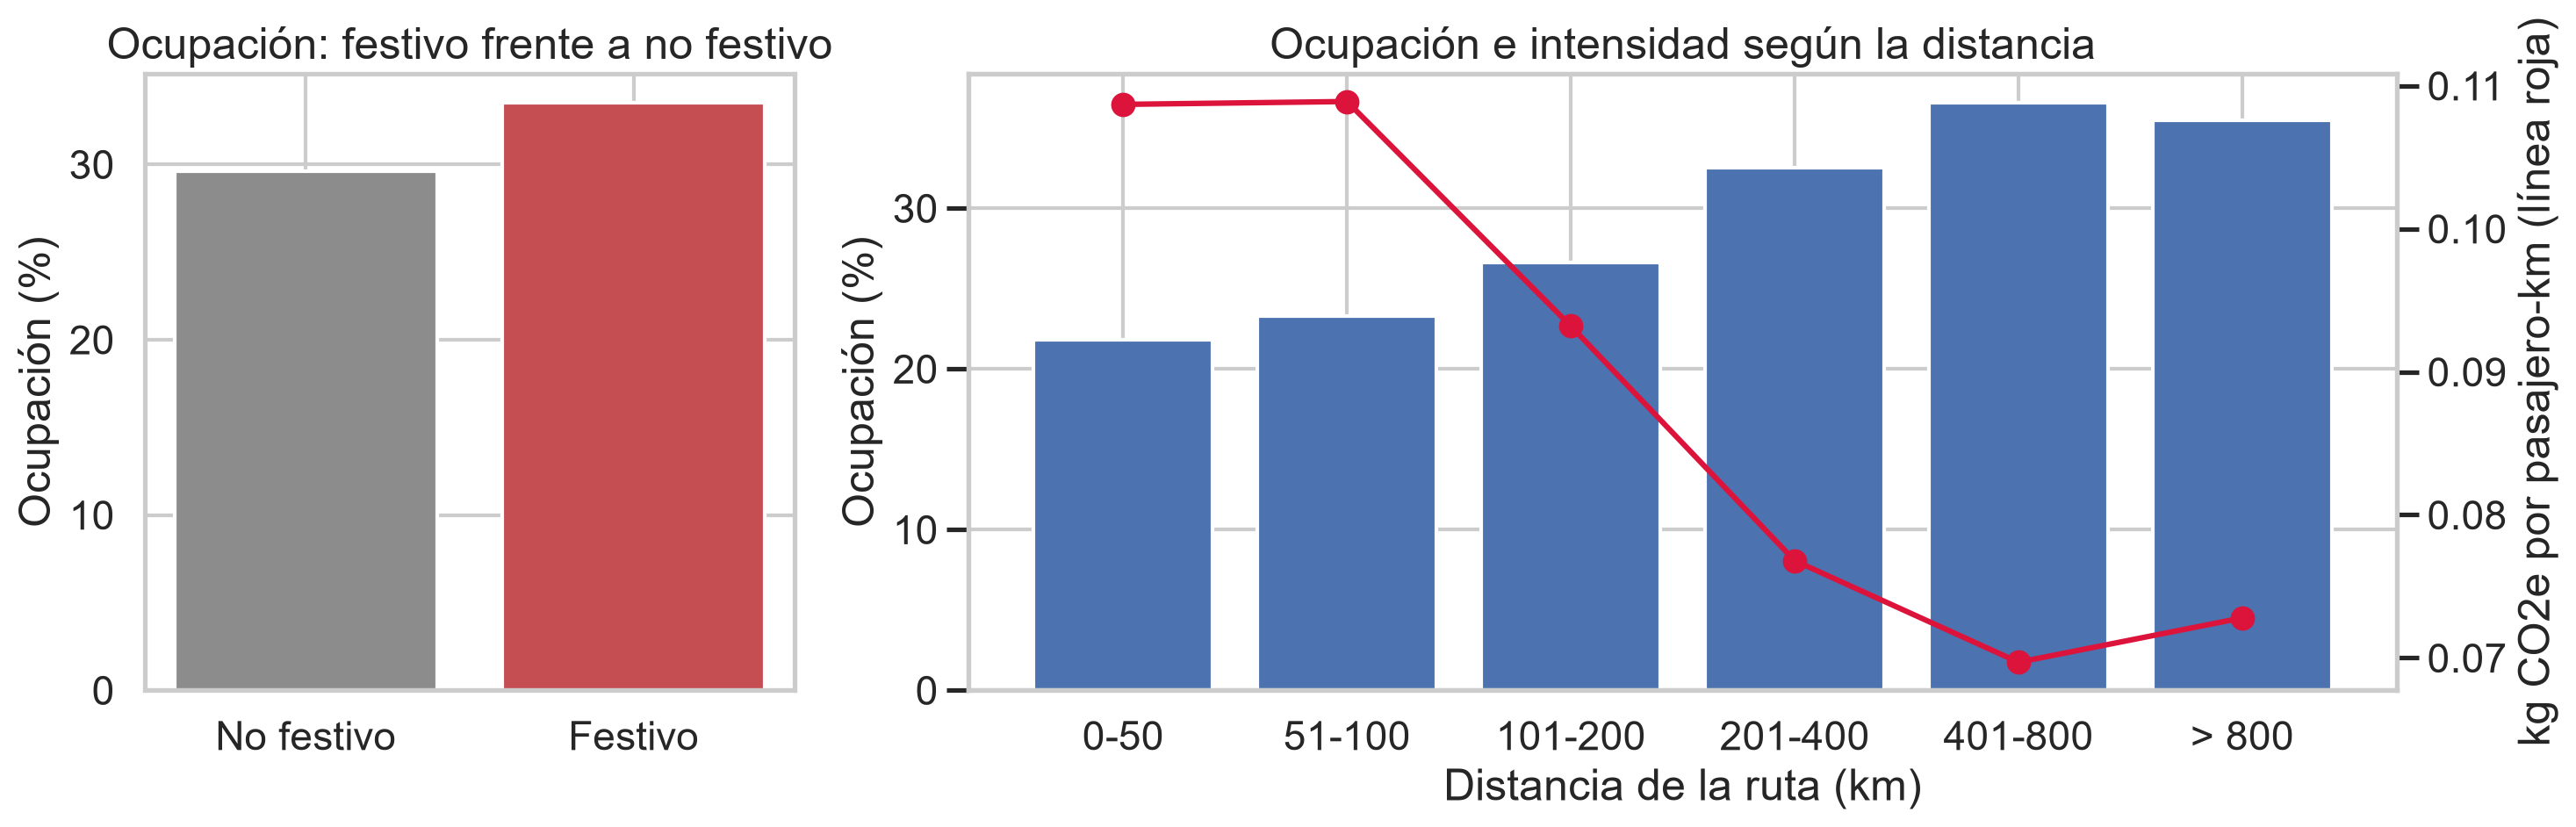 Ocupación: festivo frente a no festivo
Ocupación (%)
30
20
10
0
No festivo
Festivo
Ocupación e intensidad según la distancia
Ocupación (%)
30
20
10
0
0-50
51-100
101-200
201-400
401-800
> 800
Distancia de la ruta (km)
0.11
0.10
0.09
0.08
0.07
kg CO2e por pasajero-km (línea roja)